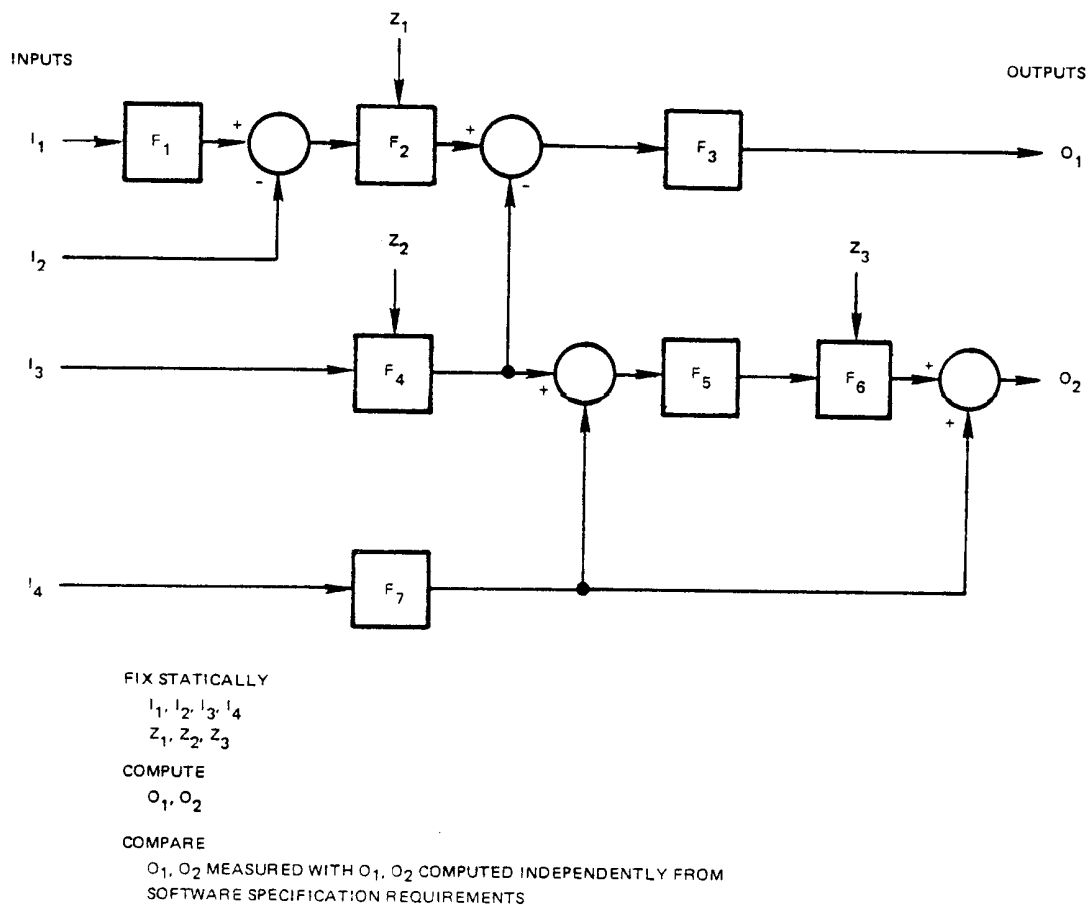 Z1
INPUTS
OUTPUTS
I1
F1
+
-
F2
+
-
F3
O1
I2
Z2
Z3
I3
F4
+
F5
F6
+
+
O2
I4
F7
FIX STATICALLY
I1, I2, I3, I4
Z1, Z2, Z3
COMPUTE
O1, O2
COMPARE
O1, O2 MEASURED WITH O1, O2 COMPUTED INDEPENDENTLY FROM
SOFTWARE SPECIFICATION REQUIREMENTS